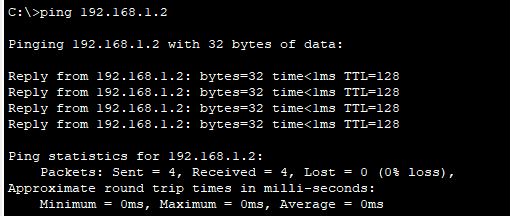 C:\>ping 192.168.1.2
Pinging 192.168.1.2 with 32 bytes of data:
Reply from 192.168.1.2: bytes=32 time<1ms TTL=128
Reply from 192.168.1.2: bytes=32 time<1ms TTL=128
Reply from 192.168.1.2: bytes=32 time<1ms TTL=128
Reply from 192.168.1.2: bytes=32 time<1ms TTL=128
Ping statistics for 192.168.1.2:
    Packets: Sent = 4, Received = 4, Lost = 0 (0% loss),
Approximate round trip times in milli-seconds:
    Minimum = 0ms, Maximum = 0ms, Average = 0ms